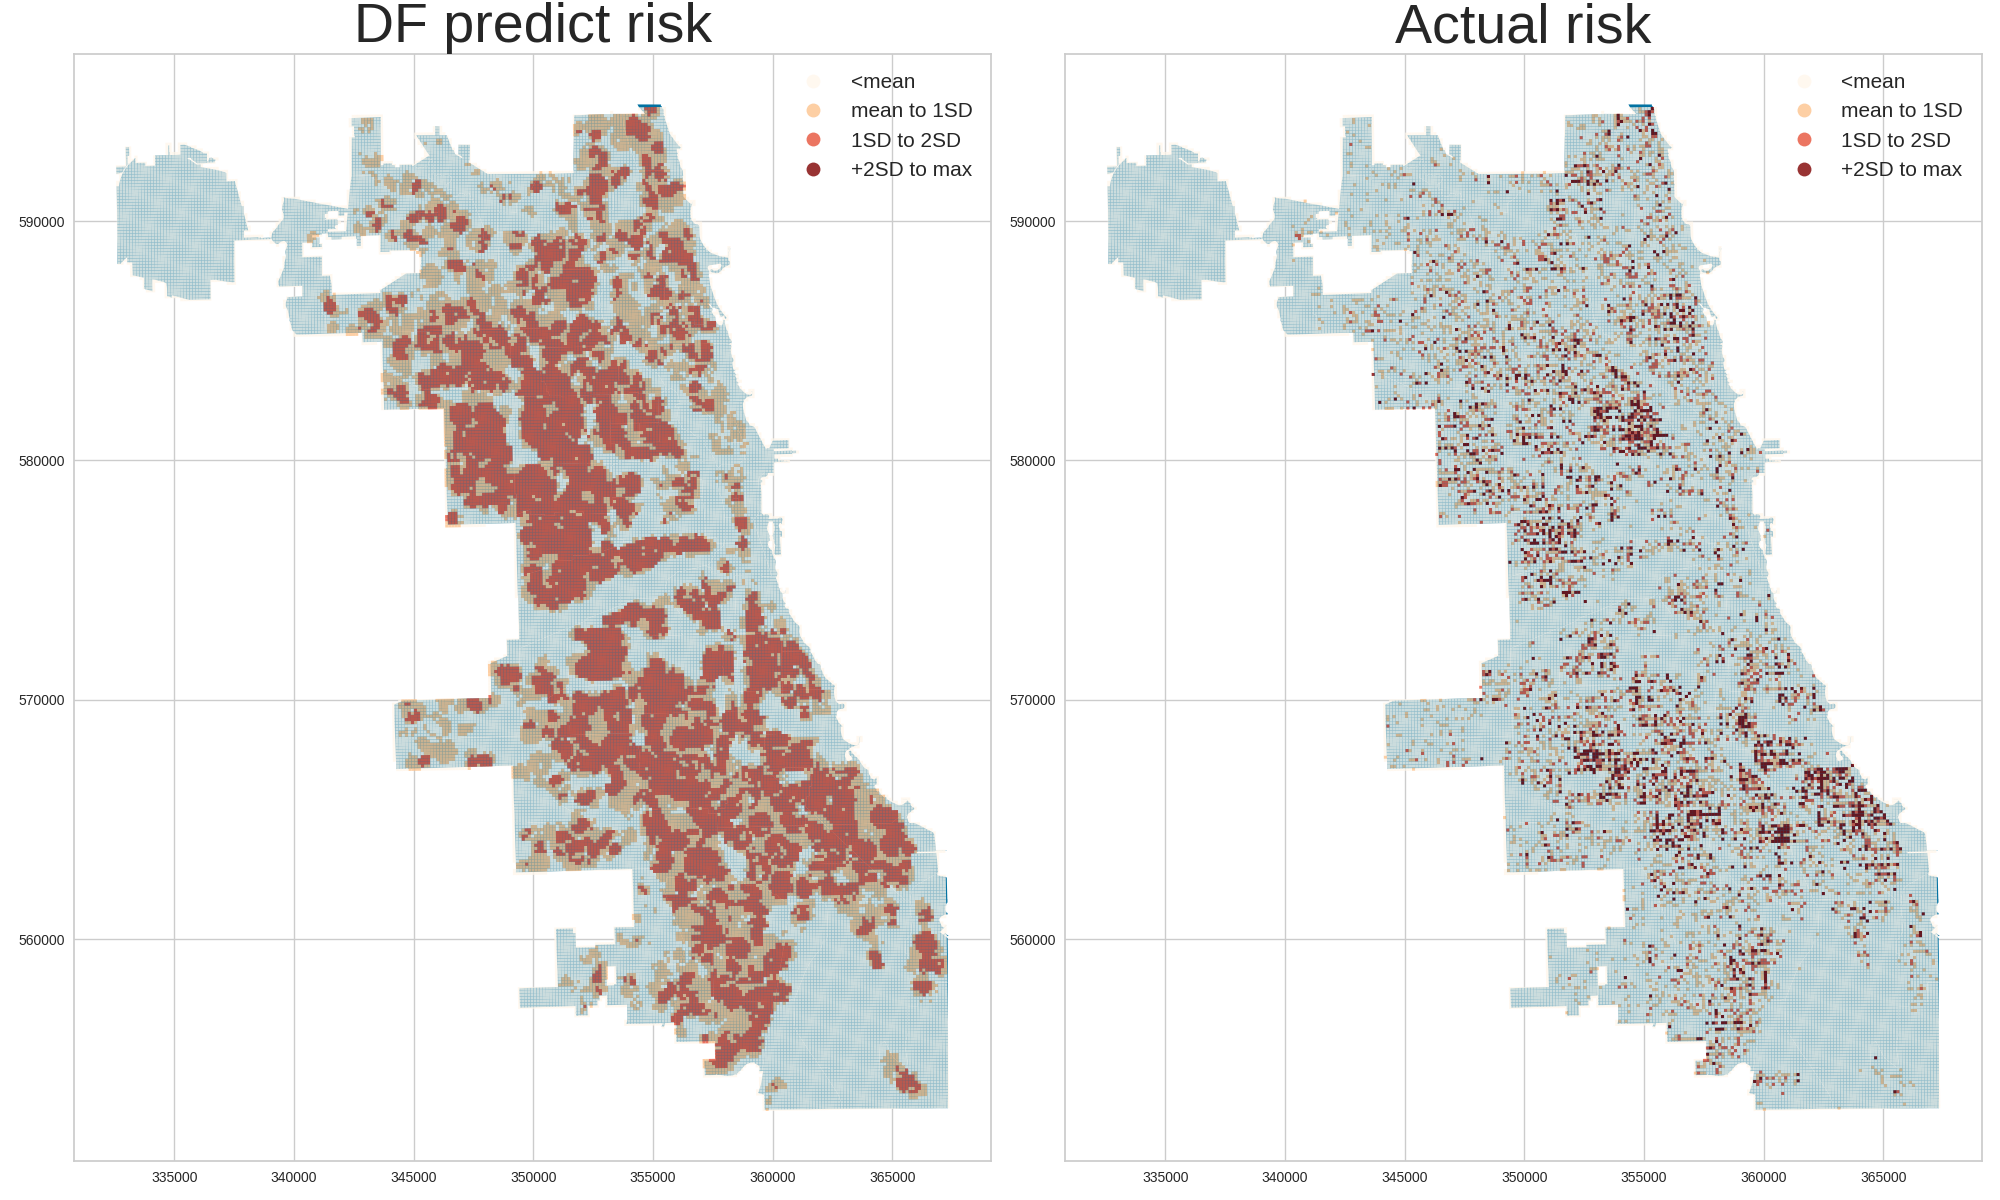 DF predict risk
<mean
mean to 1SD
1SD to 2SD
+2SD to max
590000
580000
570000
560000
335000 340000 345000 350000 355000 360000 365000
Actual risk
<mean
mean to 1SD
1SD to 2SD
+2SD to max
590000
580000
570000
560000
335000 340000 345000 350000 355000 360000 365000